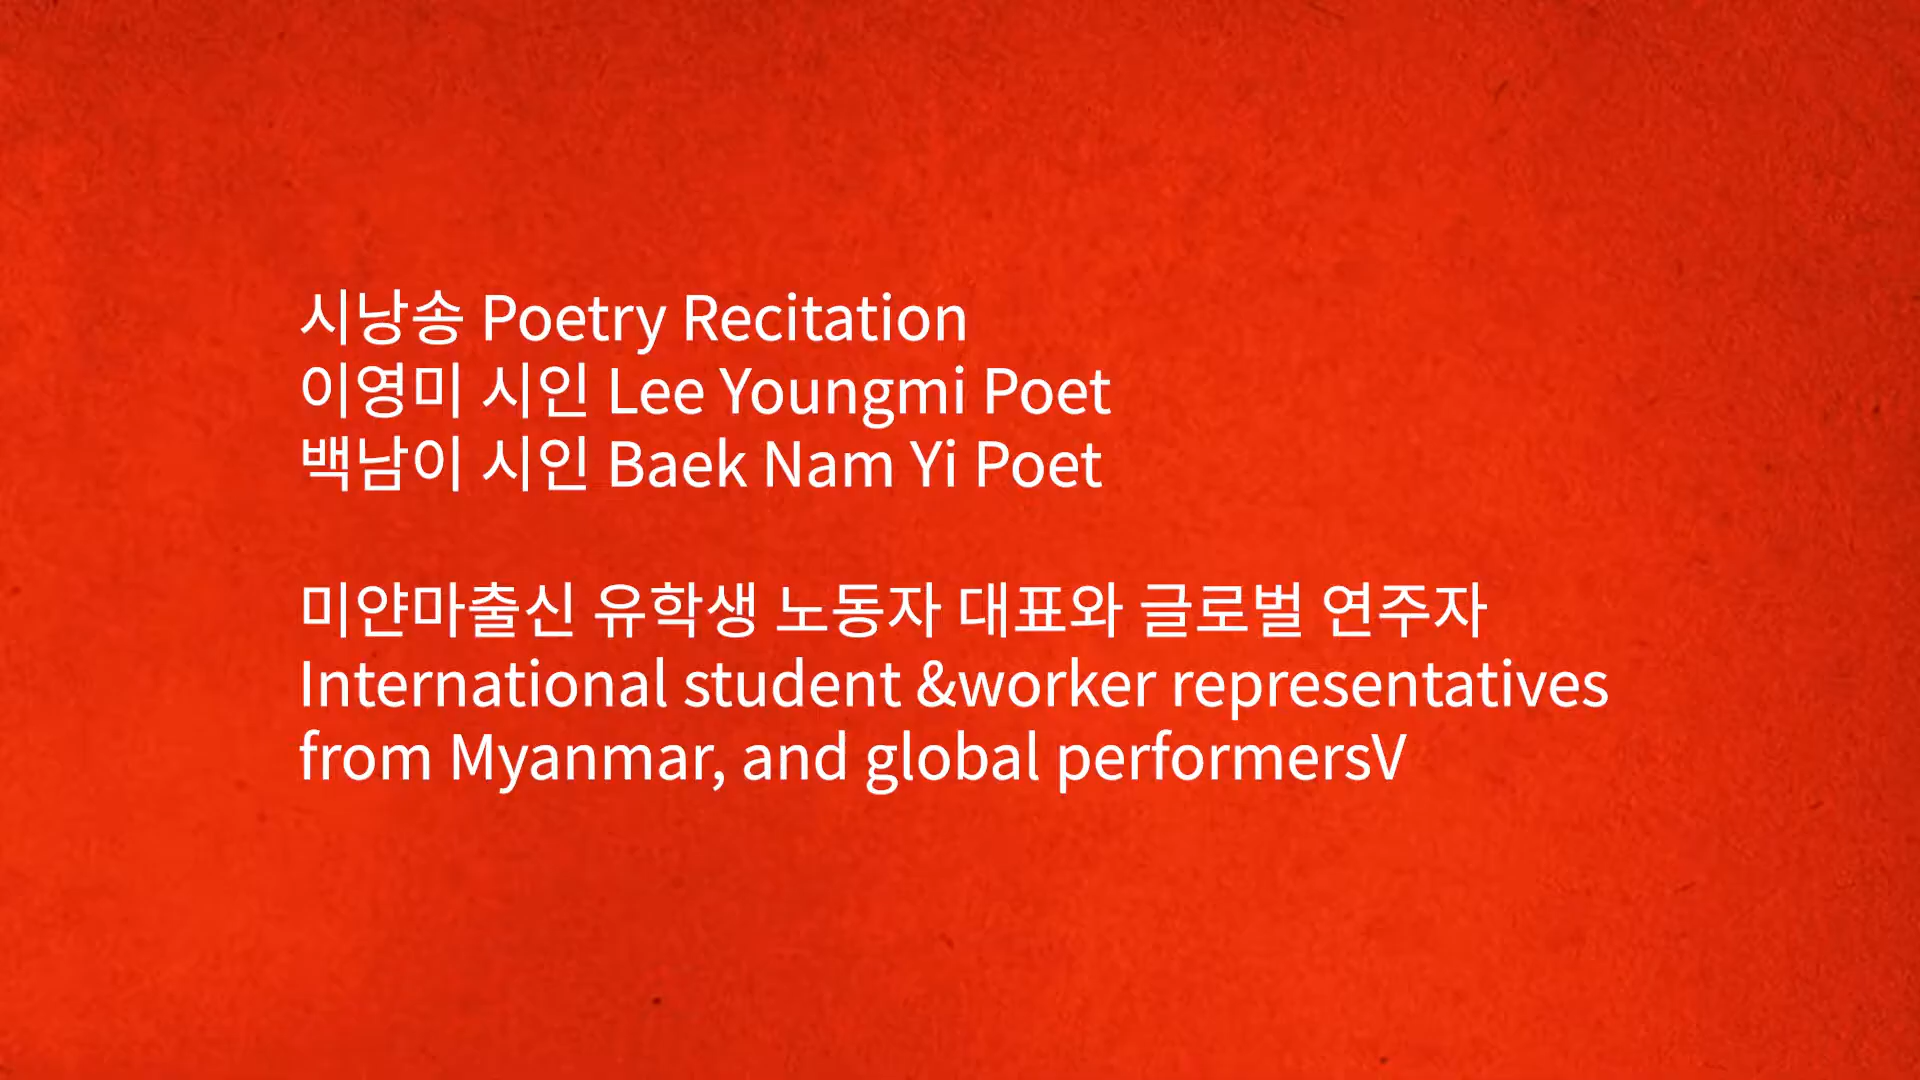 시낭송 Poetry Recitation
이영미 시인 Lee Youngmi Poet
백남이 시인 Baek Nam Yi Poet
미얀마출신 유학생 노동자 대표와 글로벌 연주자
International student &worker representatives
from Myanmar, and global performersV